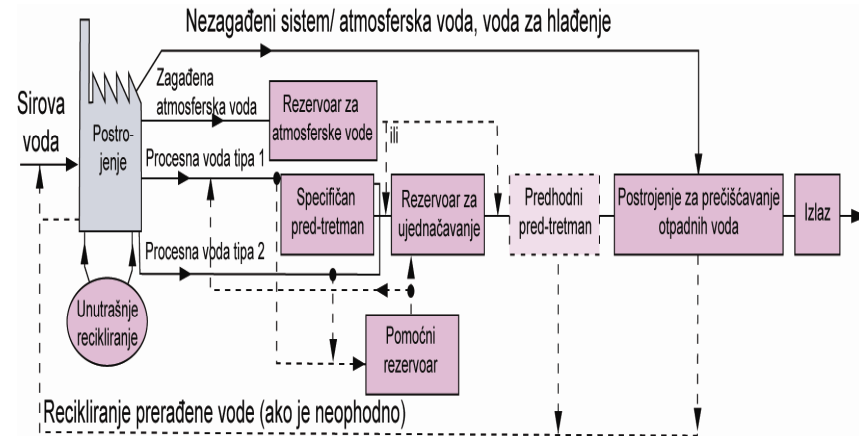 Nezagađeni sistem/ atmosferska voda, voda za hlađenje
Sirova
voda
Postro-
jenje
Zagađena
atmosferska voda
Rezervoar za
atmosferske vode
ili
Procesna voda tipa 1
Specifičan
pred-tretman
Rezervoar za
ujednačavanje
Predhodni
pred-tretman
Postrojenje za prečišćavanje
otpadnih voda
Izlaz
Procesna voda tipa 2
Unutrašnje
recikliranje
Pomoćni
rezervoar
Recikliranje prerađene vode (ako je neophodno)